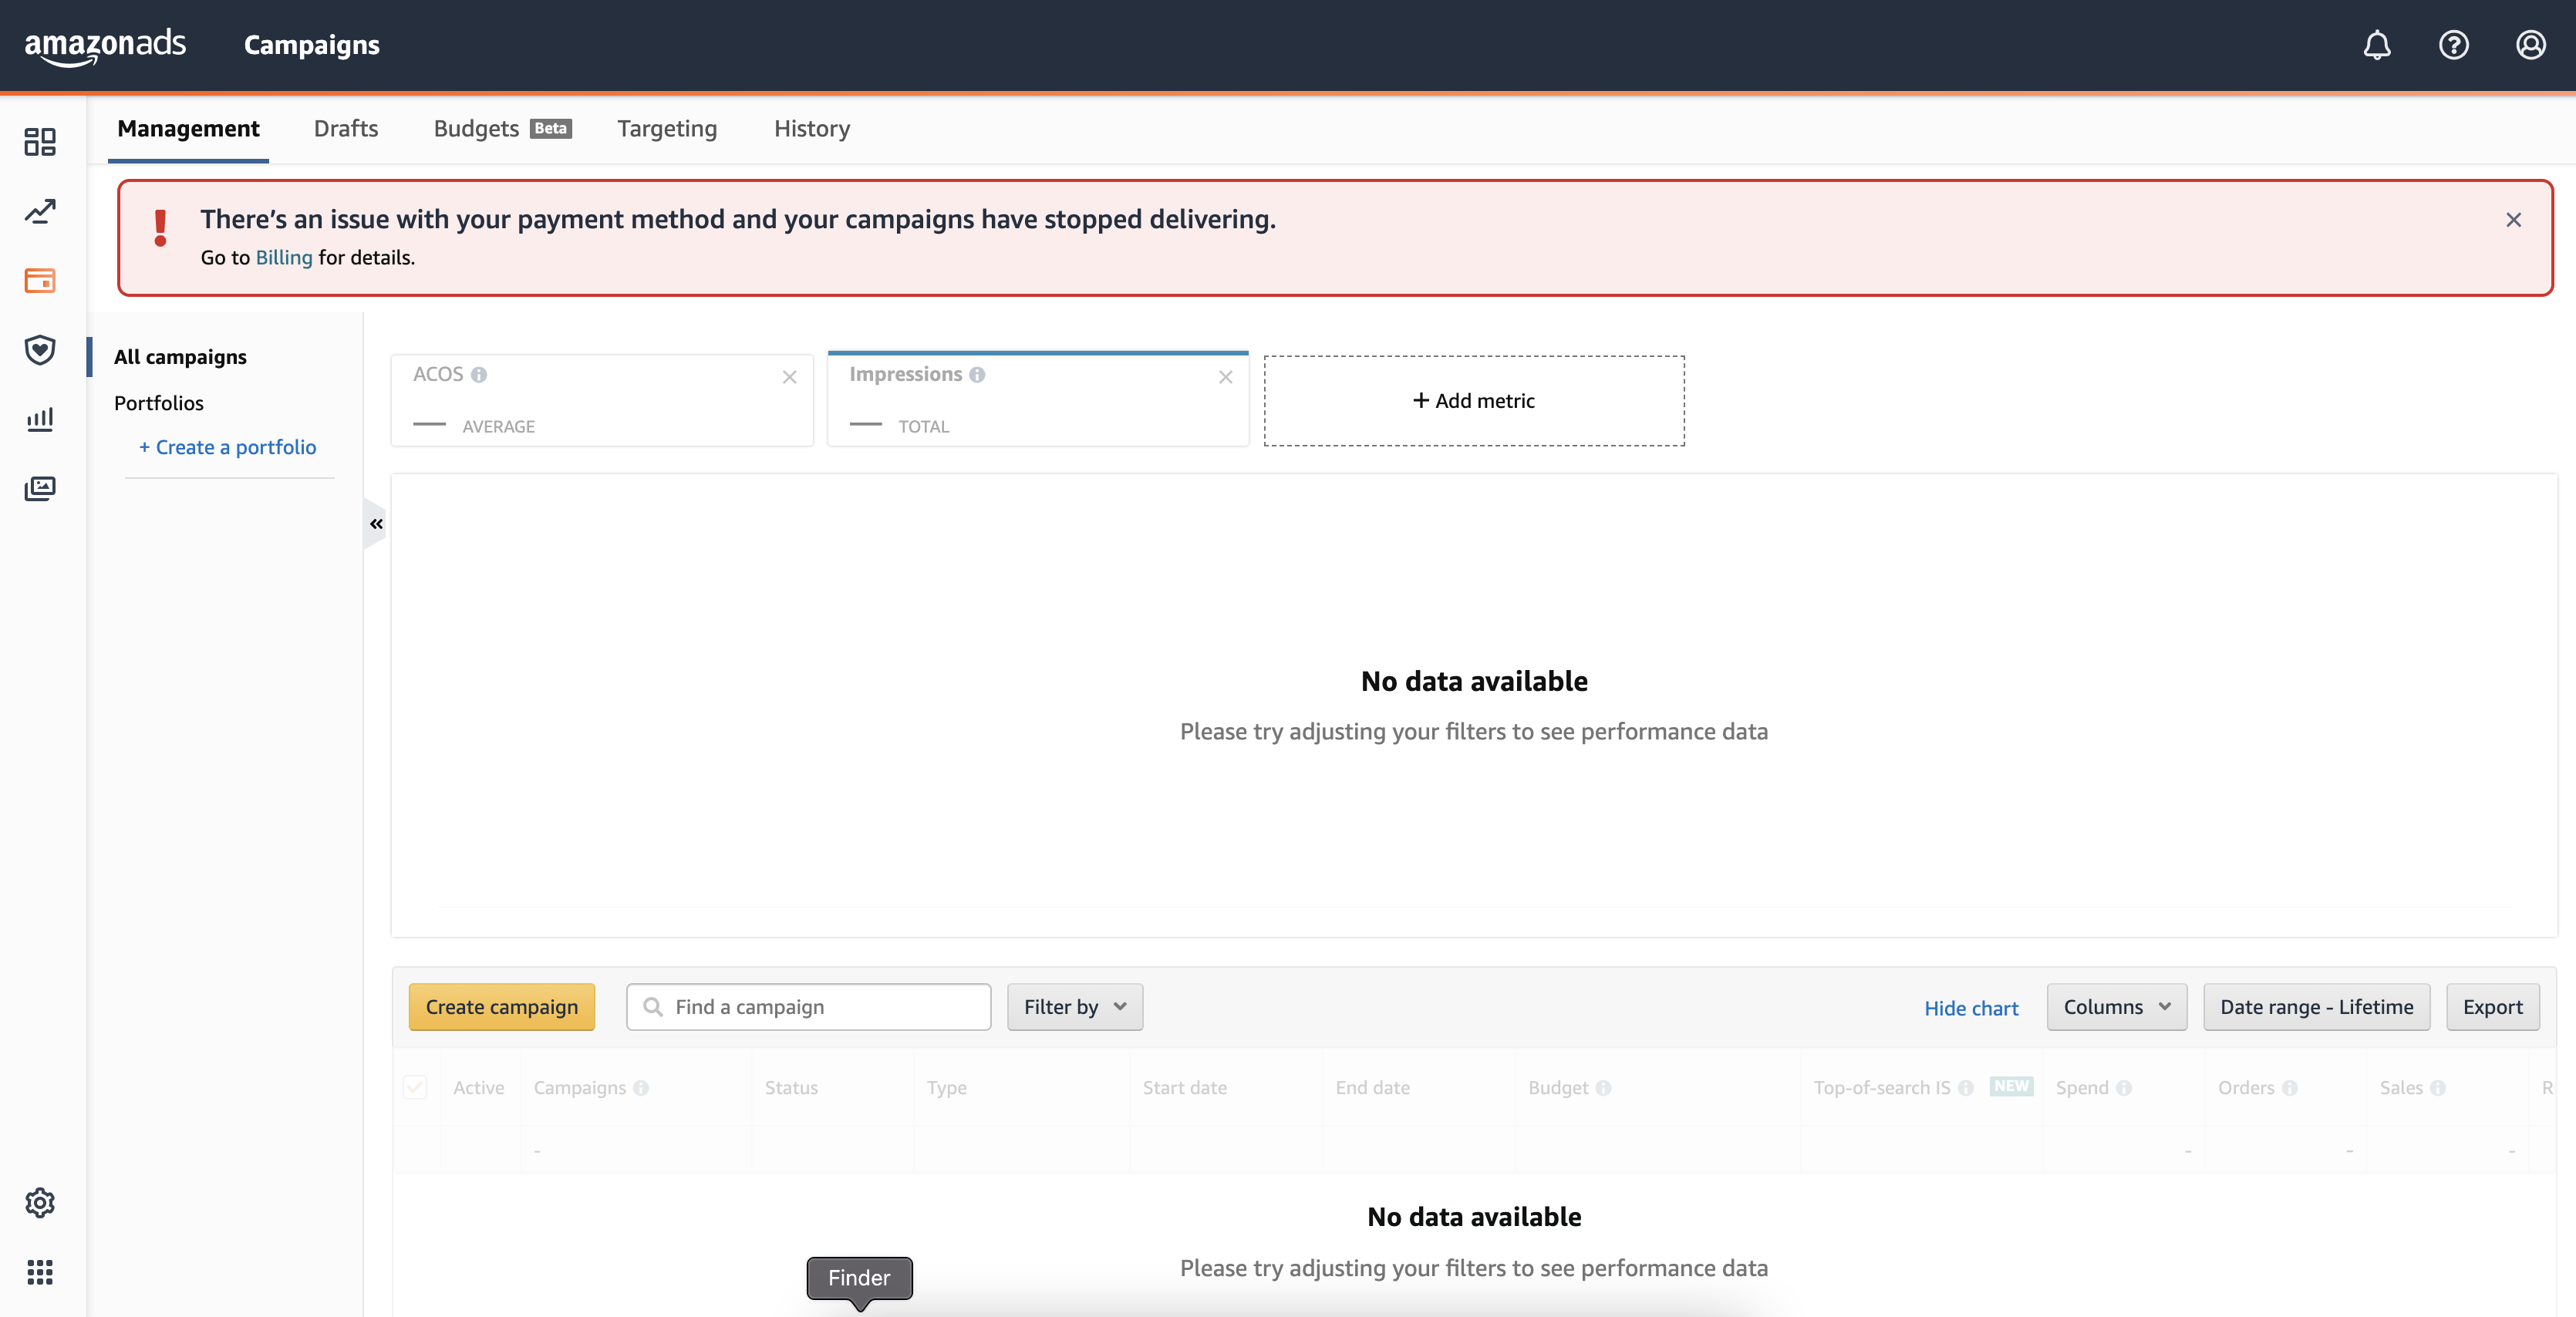 amazonads
Campaigns
Management
Drafts
Budgets Beta
Targeting
History
There's an issue with your payment method and your campaigns have stopped delivering.
Go to Billing for details.
All campaigns
Portfolios
+ Create a portfolio
ACOS
AVERAGE
Impressions
TOTAL
+ Add metric
No data available
Please try adjusting your filters to see performance data
Create campaign
Find a campaign
Filter by
Hide chart
Columns
Date range - Lifetime
Export
Active
Campaigns
Status
Type
Start date
End date
Budget
Top-of-search IS NEW
Spend
Orders
Sales
R
-
-
-
-
No data available
Please try adjusting your filters to see performance data
Finder